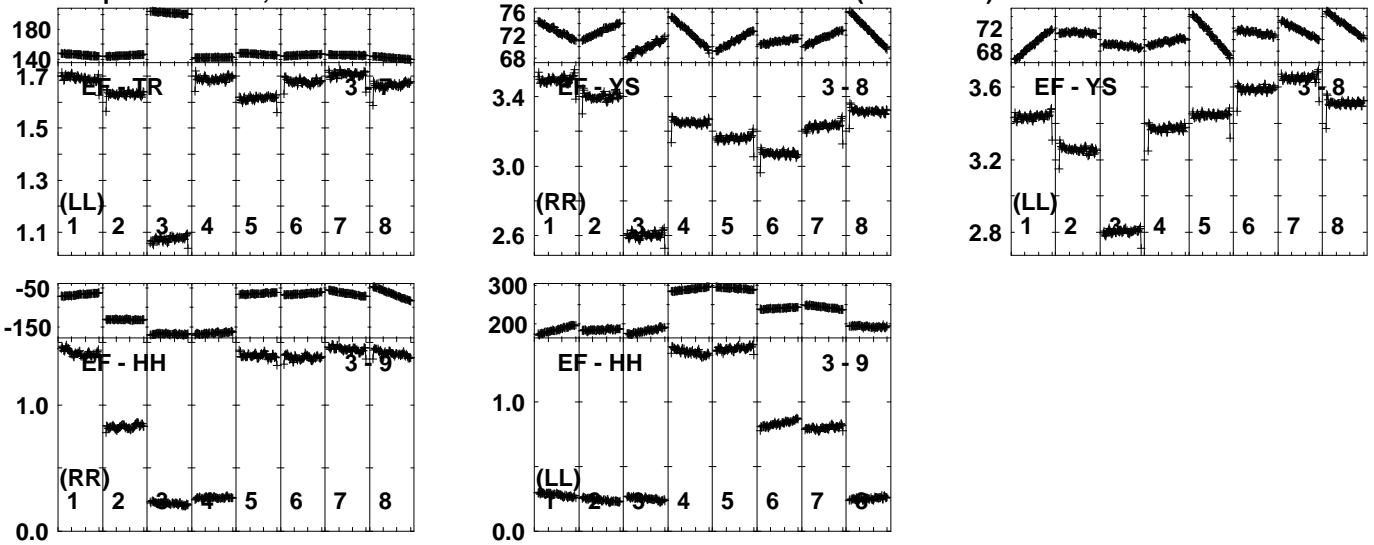 180
140
1.7
EF - TR
3 - 7
1.5
1.3
1.1
(LL)
1 2 3 4 5 6 7 8
76
72
68
EF - YS
3 - 8
3.4
3.0
2.6
(RR)
1 2 3 4 5 6 7 8
72
68
3.6
EF - YS
3 - 8
3.2
2.8
(LL)
1 2 3 4 5 6 7 8
-50
-150
EF - HH
3 - 9
1.0
0.0
(RR)
1 2 3 4 5 6 7 8
300
200
EF - HH
3 - 9
1.0
0.0
(LL)
1 2 3 4 5 6 7 8